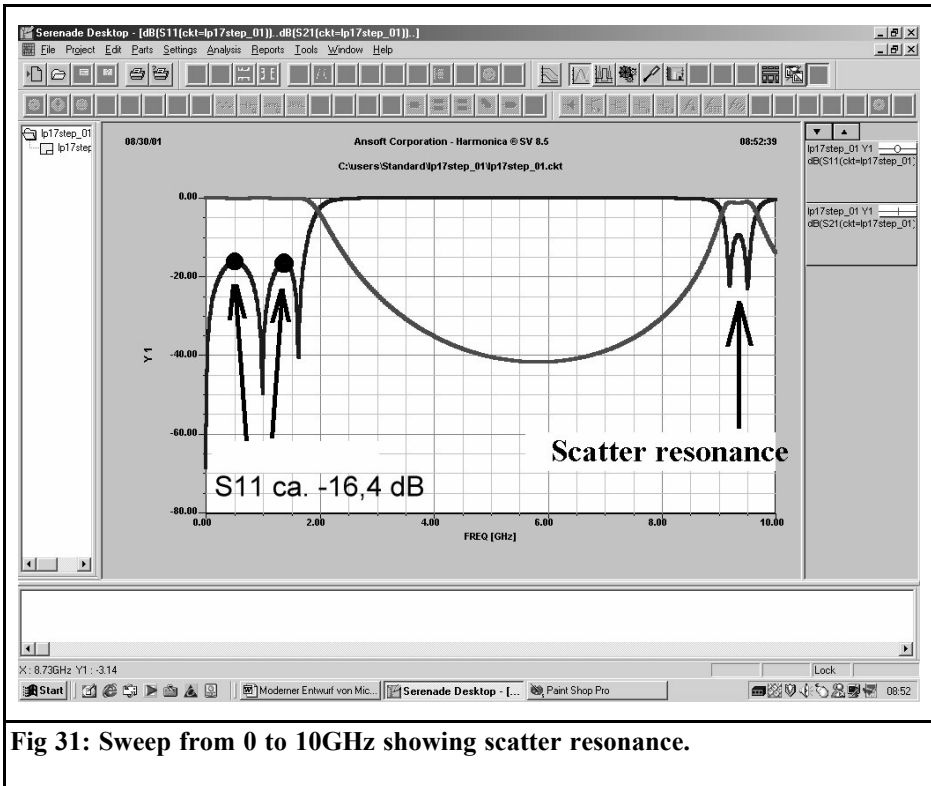 Serenade Desktop - [dB(S11(ckt=lp17step_01))..dB(S21(ckt=lp17step_01))..]
File Project Edit Parts Settings Analysis Reports Tools Window Help
lp17step_01
lp17step
08/30/01
Ansoft Corporation - Harmonica ® SV 8.5
08:52:39
C:\users\Standard\lp17step_01\lp17step_01.ckt
lp17step_01 Y1
dB(S11(ckt=lp17step_01)
lp17step_01 Y1
dB(S21(ckt=lp17step_01)
0.00
-20.00
-40.00
-60.00
-80.00
Y1
Scatter resonance
S11 ca. -16,4 dB
0.00 2.00 4.00 6.00 8.00 10.00
FREQ [GHz]
X: 8.73GHz Y1: -3.14
Lock
Start Moderner Entwurf von Mic... Serenade Desktop - [... Paint Shop Pro 08:52
Fig 31: Sweep from 0 to 10GHz showing scatter resonance.